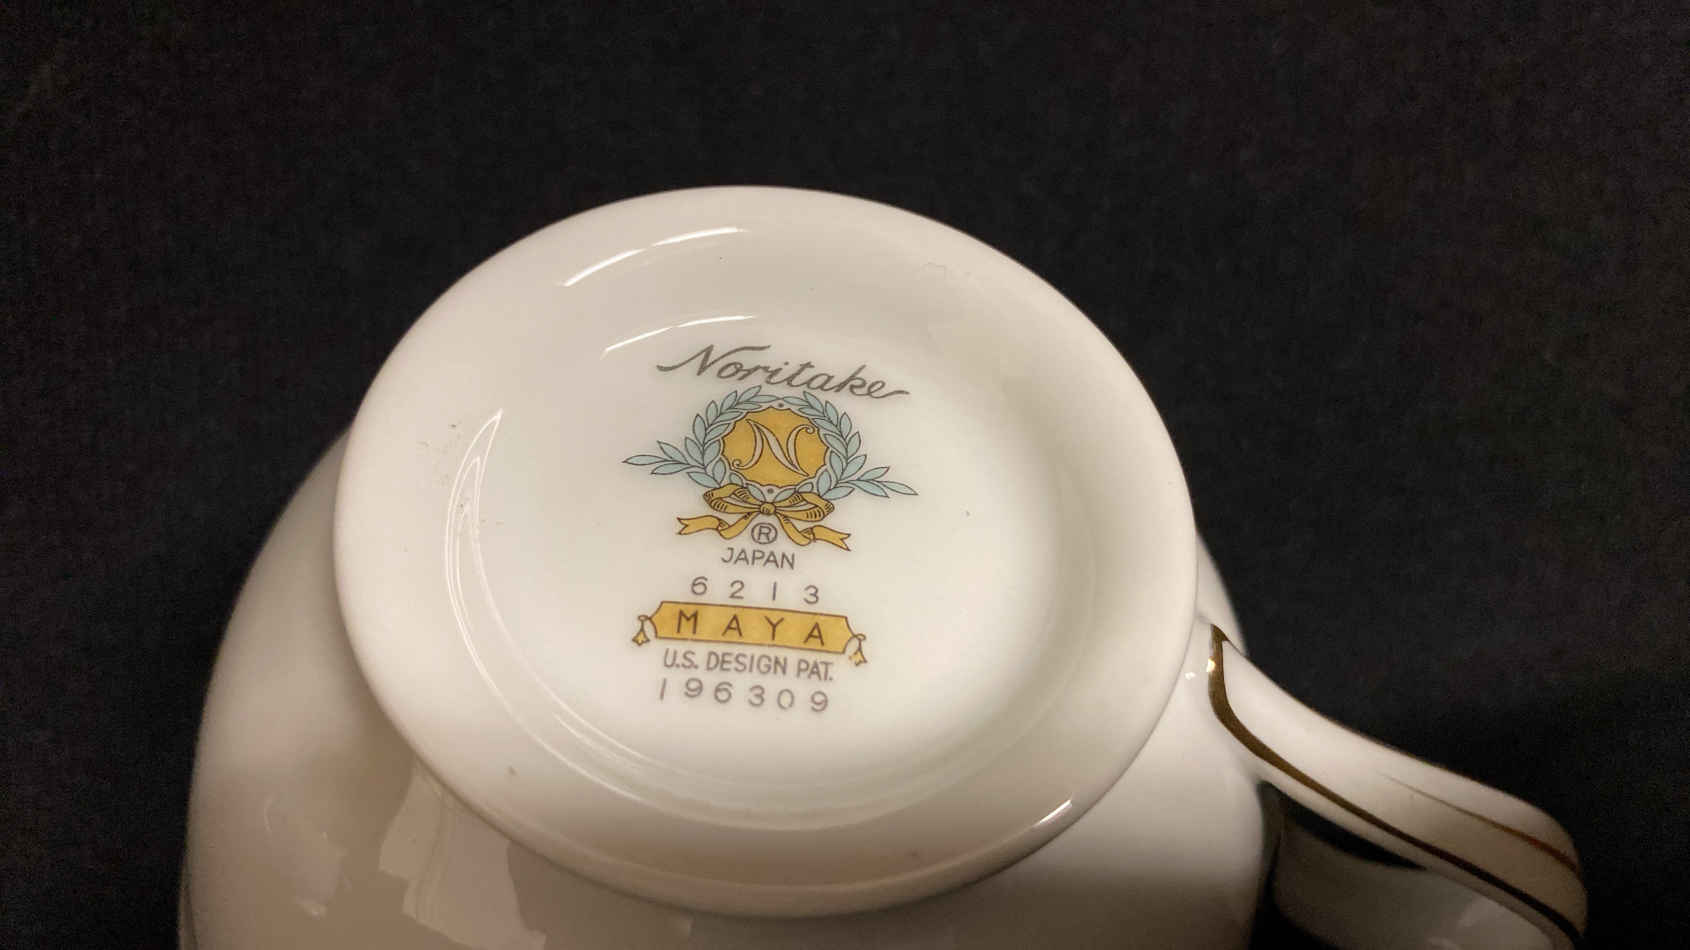 Noritake
N
®
JAPAN
6213
MAYA
U.S. DESIGN PAT.
196309